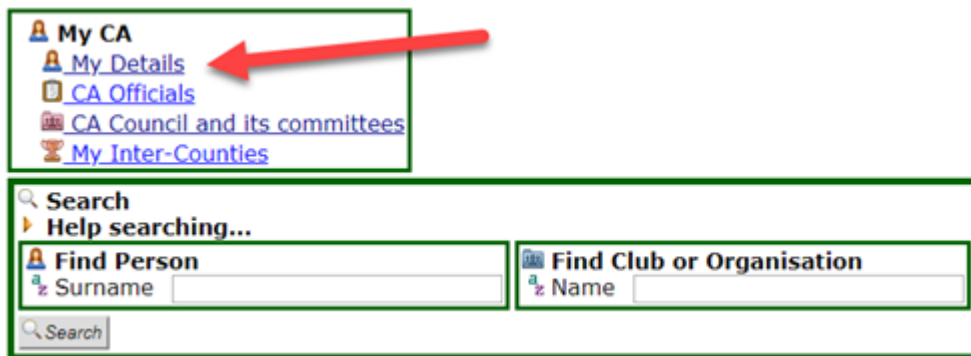 My CA
My Details
CA Officials
CA Council and its committees
My Inter-Counties
Search
Help searching...
Find Person
Surname
Find Club or Organisation
Name
Search